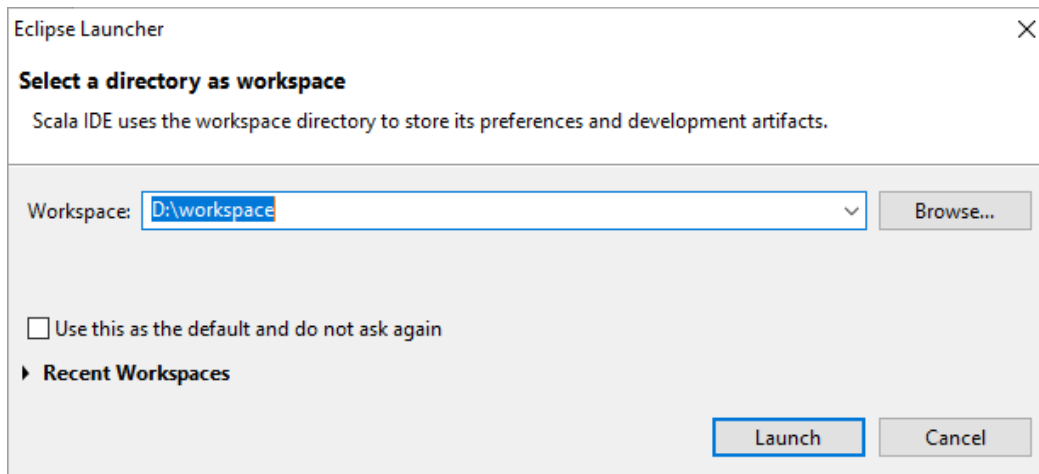 Eclipse Launcher
Select a directory as workspace
Scala IDE uses the workspace directory to store its preferences and development artifacts.
Workspace: D:\workspace Browse...
Use this as the default and do not ask again
Recent Workspaces
Launch Cancel